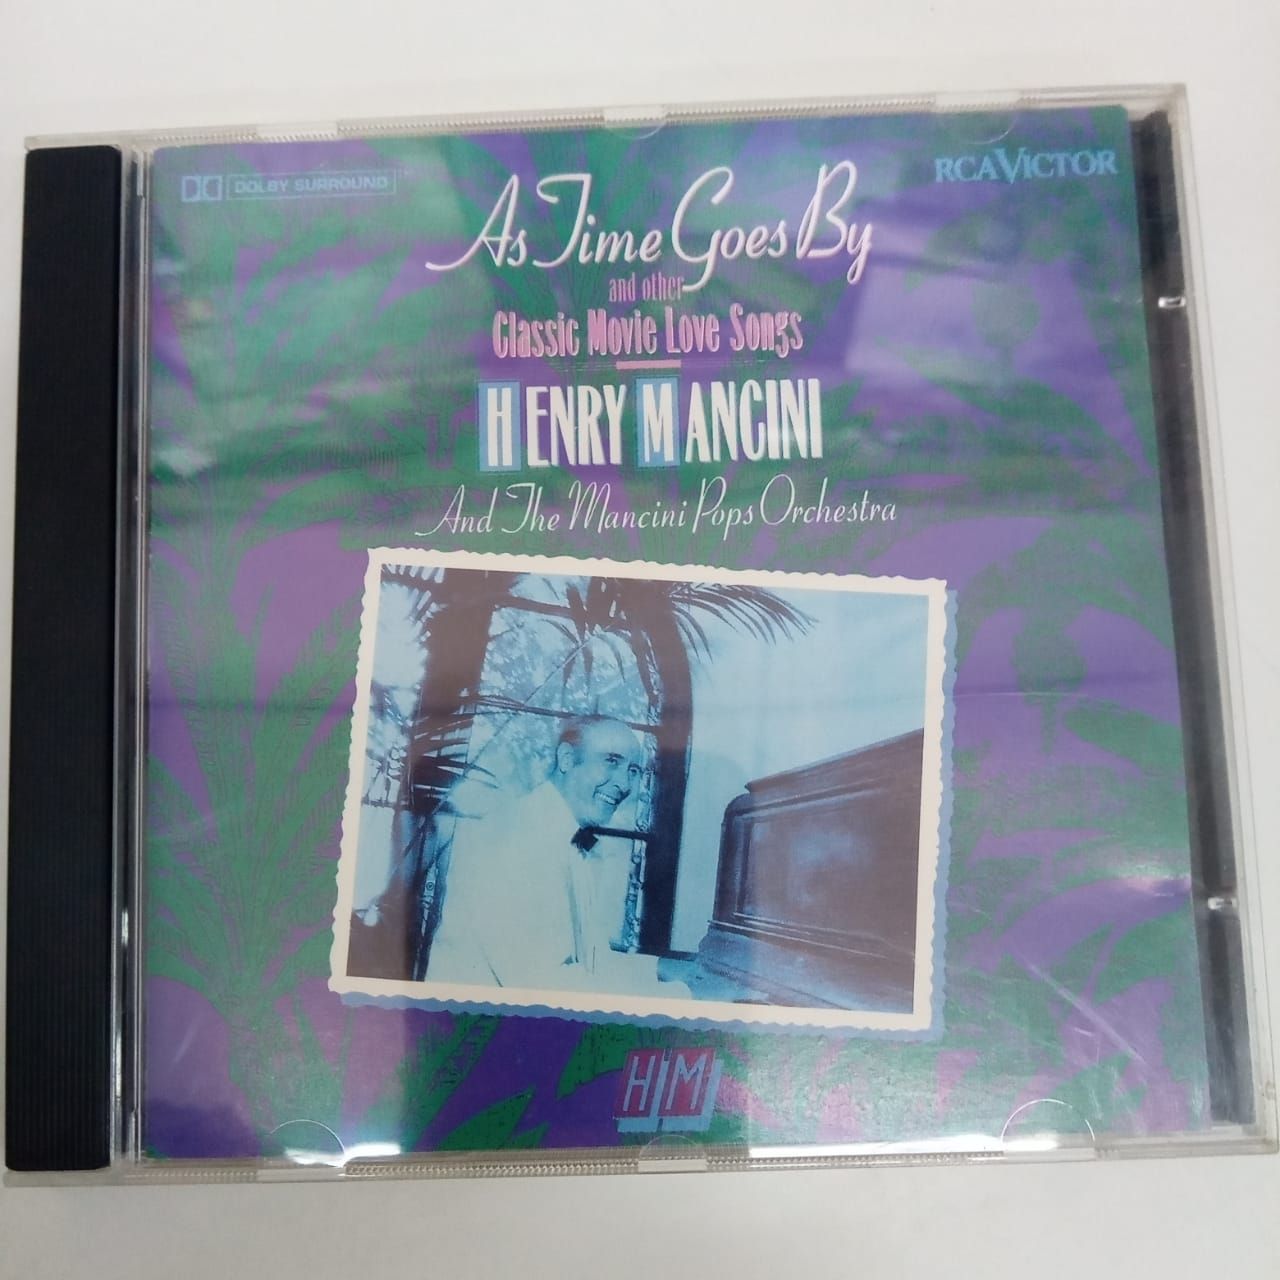 DOLBY SURROUND
RCA VICTOR
As Time Goes By
and other
Classic Movie Love Songs
HENRY MANCINI
And The Mancini Pops Orchestra
HM